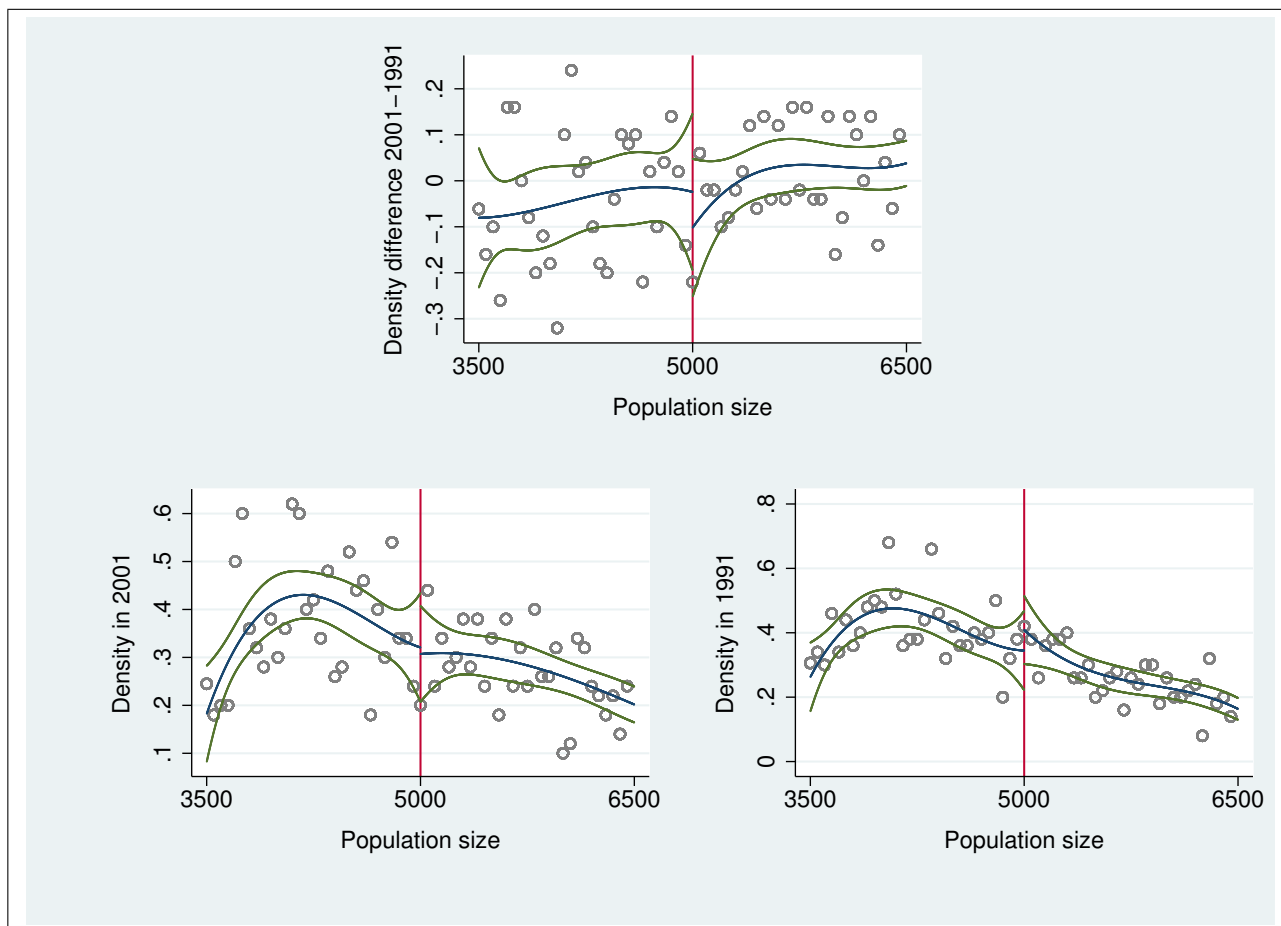 Density difference 2001−1991
.2
.1
0
−.1
−.2
−.3
3500 5000 6500
Population size
Density in 2001
.6
.5
.4
.3
.2
.1
3500 5000 6500
Population size
Density in 1991
.8
.6
.4
.2
0
3500 5000 6500
Population size